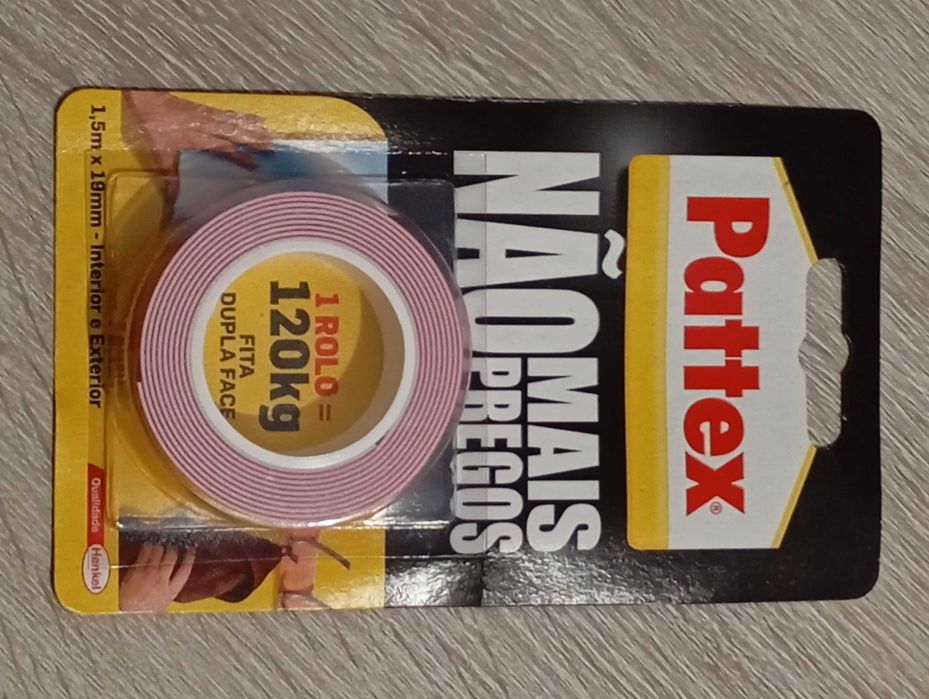 Pattex®
NÃO MAIS
PREGOS
1 ROLO =
120kg
FITA
DUPLA FACE
1,5m x 19mm - Interior e Exterior
Qualidade
Henkel